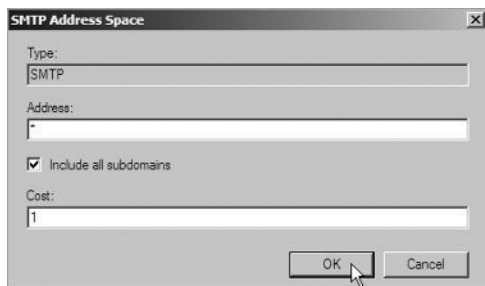 SMTP Address Space
Type:
SMTP
Address:
*
Include all subdomains
Cost:
1
OK
Cancel